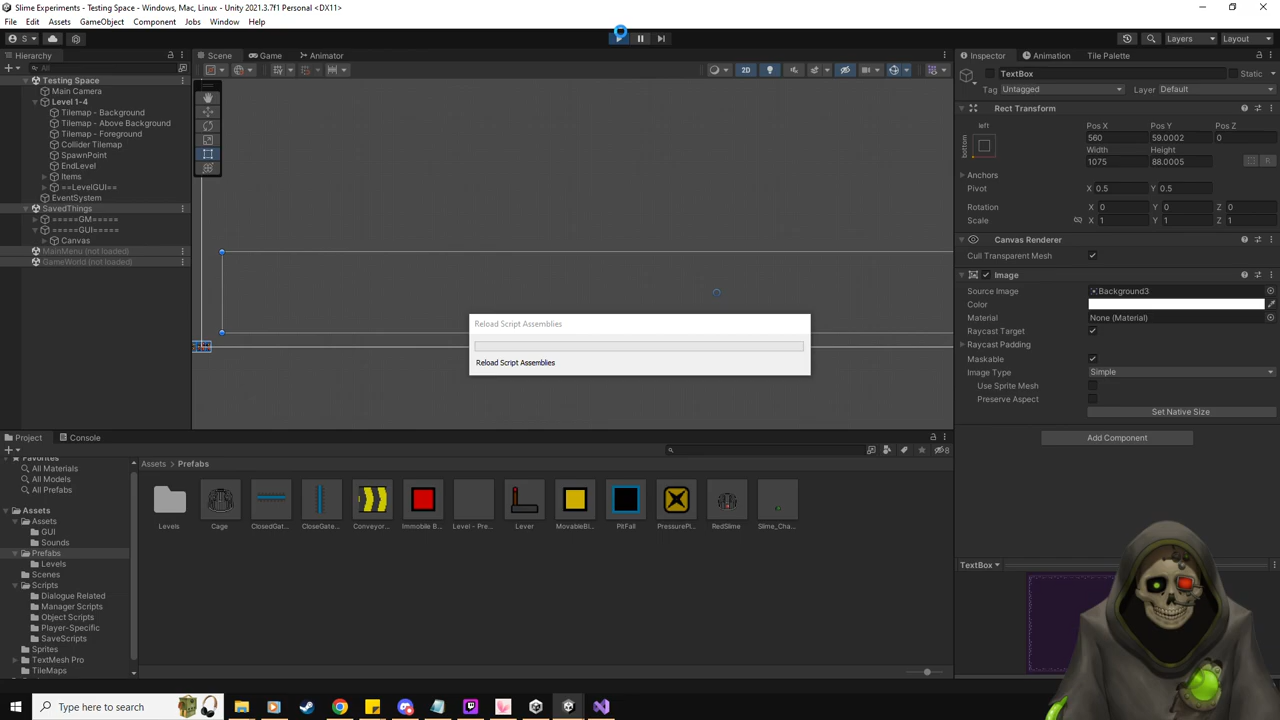 Slime Experiments - Testing Space - Windows, Mac, Linux - Unity 2021.3.7f1 Personal <DX11>
File Edit Assets GameObject Component Jobs Window Help
S Layers Layout
Hierarchy
All
Testing Space
Main Camera
Level 1-4
Tilemap - Background
Tilemap - Above Background
Tilemap - Foreground
Collider Tilemap
SpawnPoint
EndLevel
Items
==LevelGUI==
EventSystem
SavedThings
=====GM=====
=====GUI=====
Canvas
MainMenu (not loaded)
GameWorld (not loaded)
Scene Game Animator
2D
Reload Script Assemblies
Reload Script Assemblies
Inspector Animation Tile Palette
TextBox Static
Tag Untagged Layer Default
Rect Transform
left Pos X Pos Y Pos Z
bottom 560 59.0002 0
Width Height
1075 88.0005 R
Anchors
Pivot X 0.5 Y 0.5
Rotation X 0 Y 0 Z 0
Scale X 1 Y 1 Z 1
Canvas Renderer
Cull Transparent Mesh
Image
Source Image Background3
Color
Material None (Material)
Raycast Target
Raycast Padding
Maskable
Image Type Simple
Use Sprite Mesh
Preserve Aspect
Set Native Size
Add Component
TextBox
Project Console
8
Favorites
All Materials
All Models
All Prefabs
Assets
Assets
GUI
Sounds
Prefabs
Levels
Scenes
Scripts
Dialogue Related
Manager Scripts
Object Scripts
Player-Specific
SaveScripts
Sprites
TextMesh Pro
TileMaps
Assets > Prefabs
Levels Cage ClosedGat... CloseGate... Conveyor... Immobile B... Level - Pre... Lever MovableBl... PitFall PressurePl... RedSlime Slime_Cha...
Type here to search